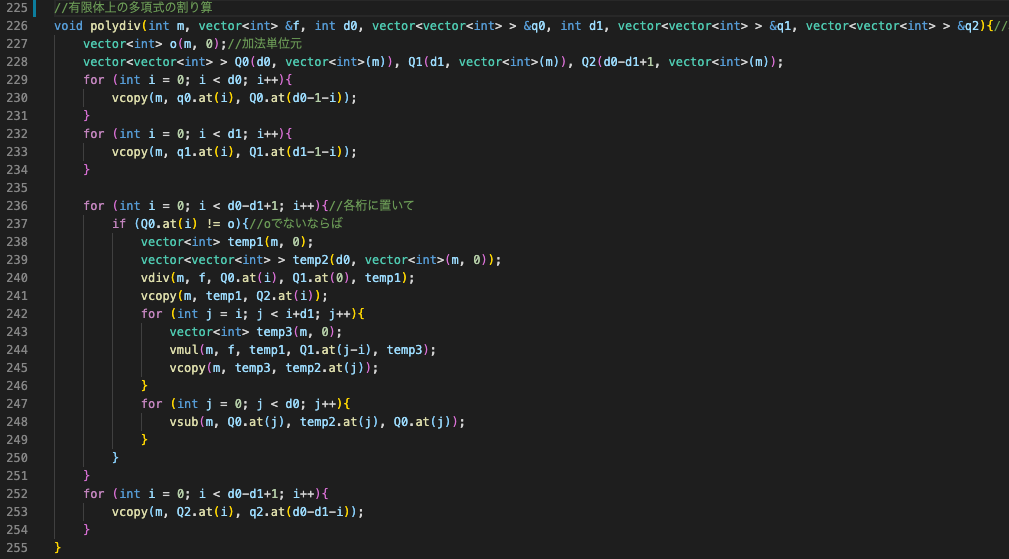 225 //有限体上の多項式の割り算
226 void polydiv(int m, vector<int> &f, int d0, vector<vector<int> > &q0, int d1, vector<vector<int> > &q1, vector<vector<int> > &q2){//
227     vector<int> o(m, 0);//加法単位元
228     vector<vector<int> > Q0(d0, vector<int>(m)), Q1(d1, vector<int>(m)), Q2(d0-d1+1, vector<int>(m));
229     for (int i = 0; i < d0; i++){
230         vcopy(m, q0.at(i), Q0.at(d0-1-i));
231     }
232     for (int i = 0; i < d1; i++){
233         vcopy(m, q1.at(i), Q1.at(d1-1-i));
234     }
235
236     for (int i = 0; i < d0-d1+1; i++){//各桁に置いて
237         if (Q0.at(i) != o){//oでないならば
238             vector<int> temp1(m, 0);
239             vector<vector<int> > temp2(d0, vector<int>(m, 0));
240             vdiv(m, f, Q0.at(i), Q1.at(0), temp1);
241             vcopy(m, temp1, Q2.at(i));
242             for (int j = i; j < i+d1; j++){
243                 vector<int> temp3(m, 0);
244                 vmul(m, f, temp1, Q1.at(j-i), temp3);
245                 vcopy(m, temp3, temp2.at(j));
246             }
247             for (int j = 0; j < d0; j++){
248                 vsub(m, Q0.at(j), temp2.at(j), Q0.at(j));
249             }
250         }
251     }
252     for (int i = 0; i < d0-d1+1; i++){
253         vcopy(m, Q2.at(i), q2.at(d0-d1-i));
254     }
255 }